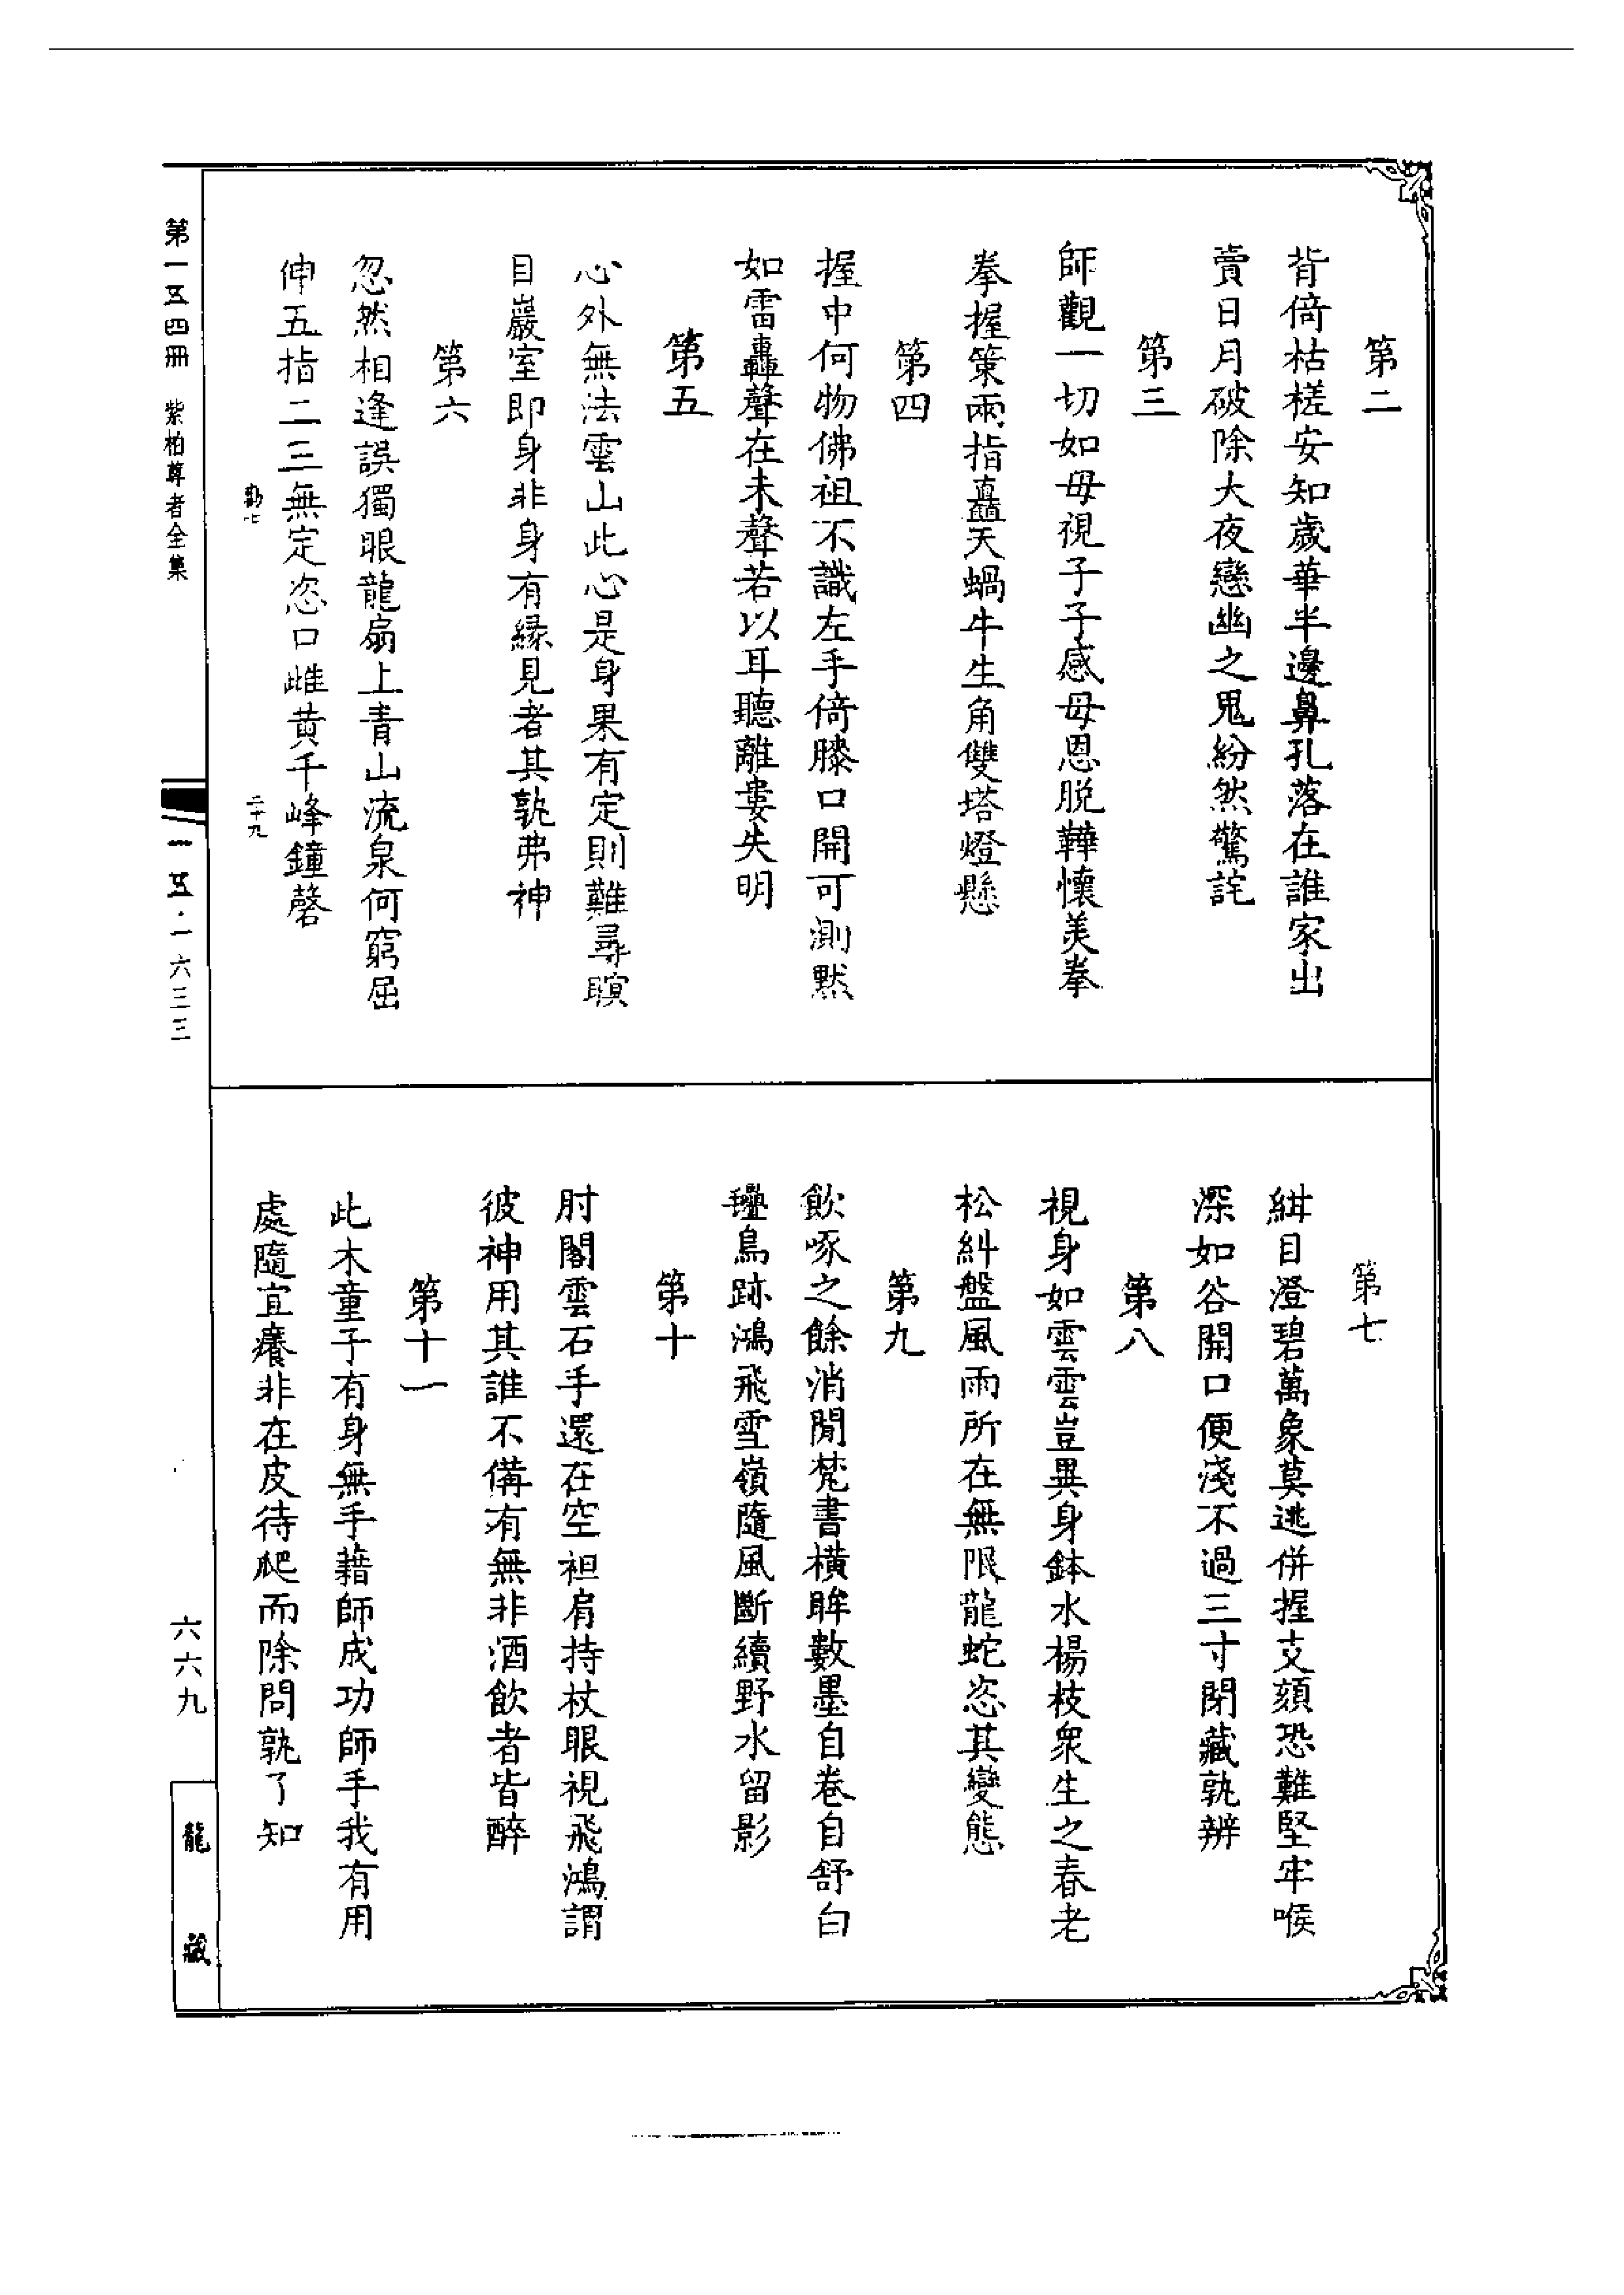 第二
背倚枯槎安知歲華半邊鼻孔落在誰家出
賣日月破除大夜戀幽之鬼紛然驚詫
第三
師觀一切如母視子子感母恩脫鞾懷美拳
拳握策兩指矗天蝸牛生角雙塔燈懸
第四
握中何物佛祖不識左手倚膝口開可測默
如雷轟聲在未聲若以耳聽離婁失明
第五
心外無法雲山此心是身果有定則難尋瞑
目巖室即身非身有緣見者其孰弗神
第六
忽然相逢誤獨眼龍扇上青山流泉何窮屈
伸五指二三無定恣口雌黃千峰鐘磬
第七
紺目澄碧萬象莫逃併握支頦恐難堅牢喉
深如谷開口便淺不過三寸閉藏孰辨
第八
視身如雲雲豈異身鉢水楊枝衆生之春老
松糾盤風雨所在無限龍蛇恣其變態
第九
飲啄之餘消閒梵書橫眸數墨自卷自舒白
㲲鳥跡鴻飛雪嶺隨風斷續野水留影
第十
肘閣雲石手還在空袒肩持杖眼視飛鴻謂
彼神用其誰不備有無非酒飲者皆醉
第十一
此木童子有身無手藉師成功師手我有用
處隨宜癢非在皮待爬而除問孰了知
第一五四冊　紫柏尊者全集
二十九
一五・一六三三
六六九
龍藏